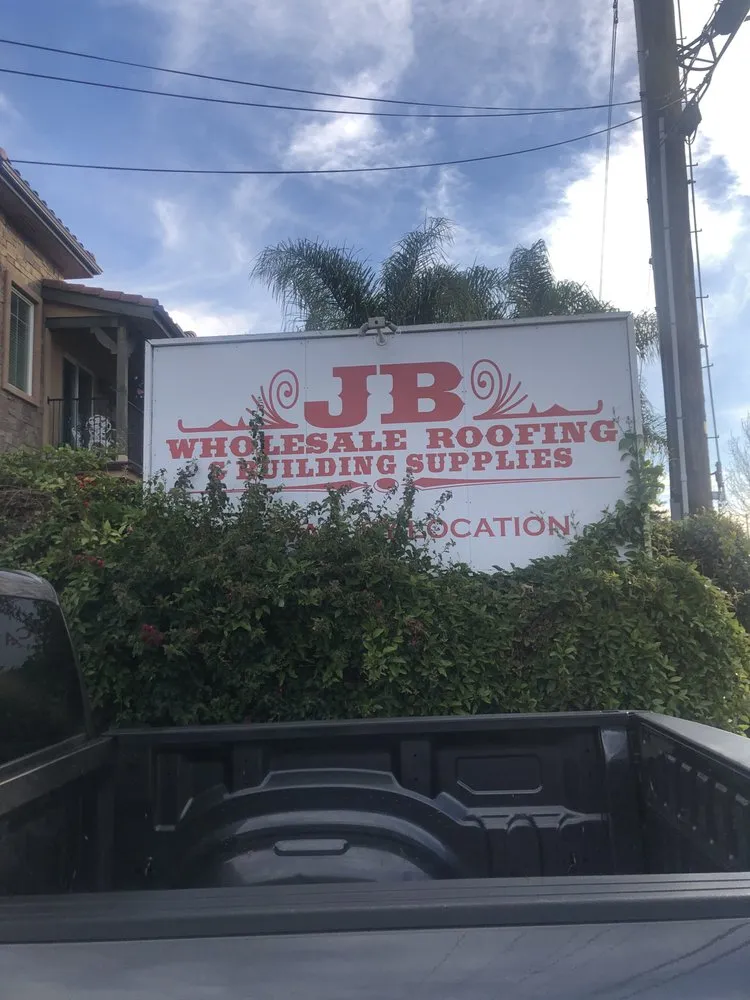 JB
WHOLESALE ROOFING
& BUILDING SUPPLIES
LOCATION